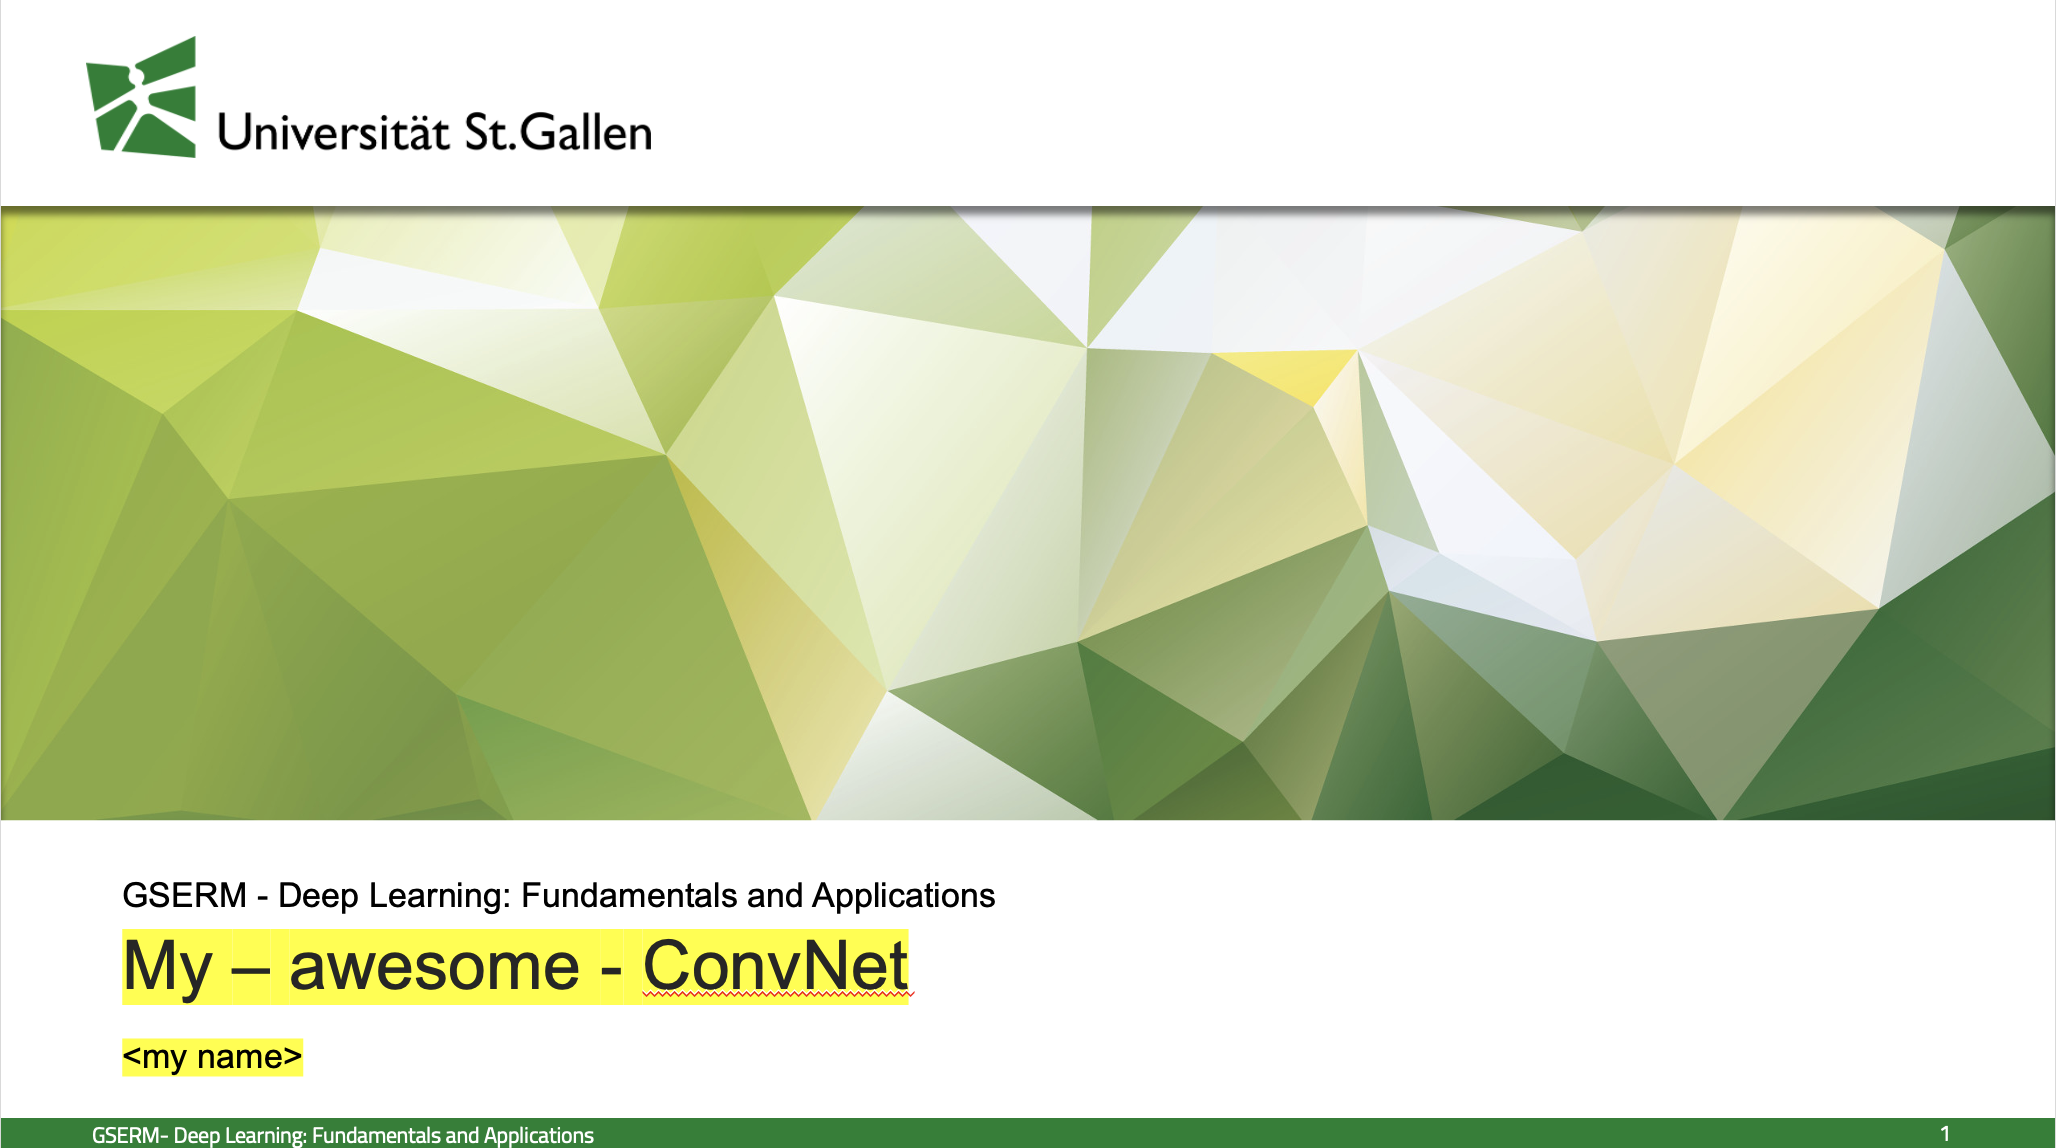 Universität St.Gallen
GSERM - Deep Learning: Fundamentals and Applications
My – awesome - ConvNet
<my name>
GSERM- Deep Learning: Fundamentals and Applications
1